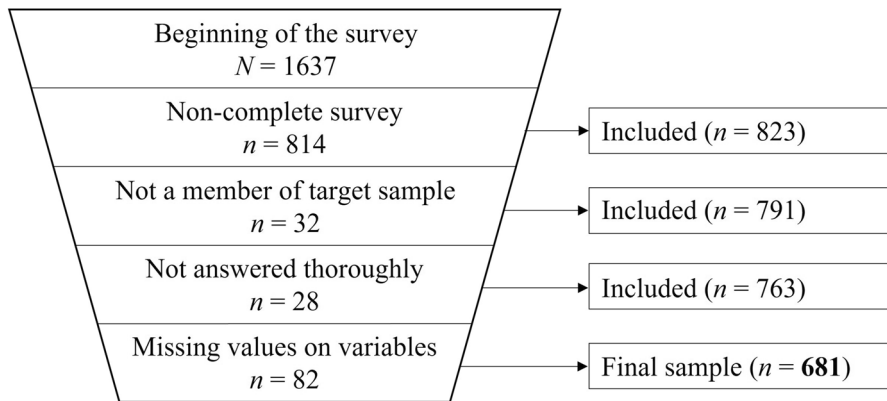 Beginning of the survey
N = 1637
Non-complete survey
n = 814
Included (n = 823)
Not a member of target sample
n = 32
Included (n = 791)
Not answered thoroughly
n = 28
Included (n = 763)
Missing values on variables
n = 82
Final sample (n = 681)